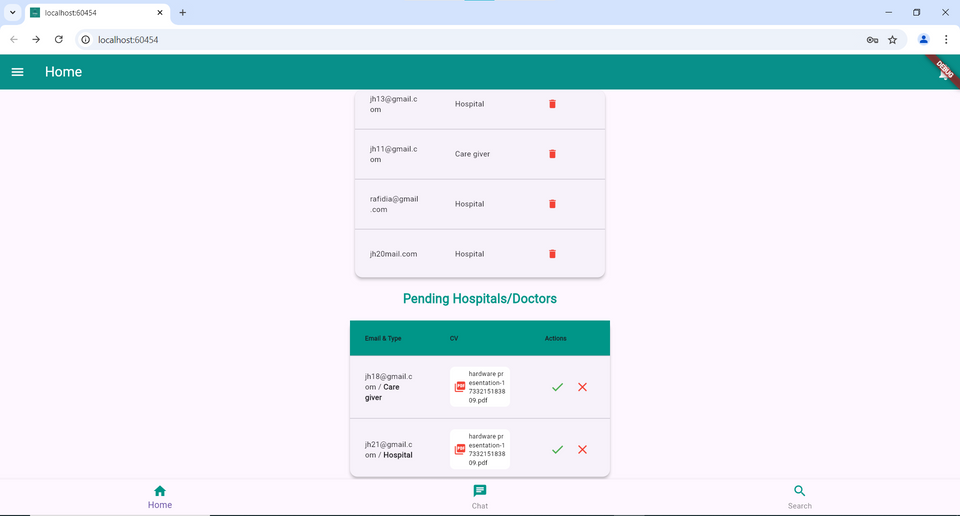 localhost:60454
localhost:60454
Home
DEBUG
jh13@gmail.c
om
Hospital
jh11@gmail.c
om
Care giver
rafidia@gmail
.com
Hospital
jh20mail.com
Hospital
Pending Hospitals/Doctors
Email & Type
CV
Actions
jh18@gmail.c
om / Care
giver
PDF
hardware pr
esentation-1
7332151838
09.pdf
jh21@gmail.c
om / Hospital
PDF
hardware pr
esentation-1
7332151838
09.pdf
Home
Chat
Search